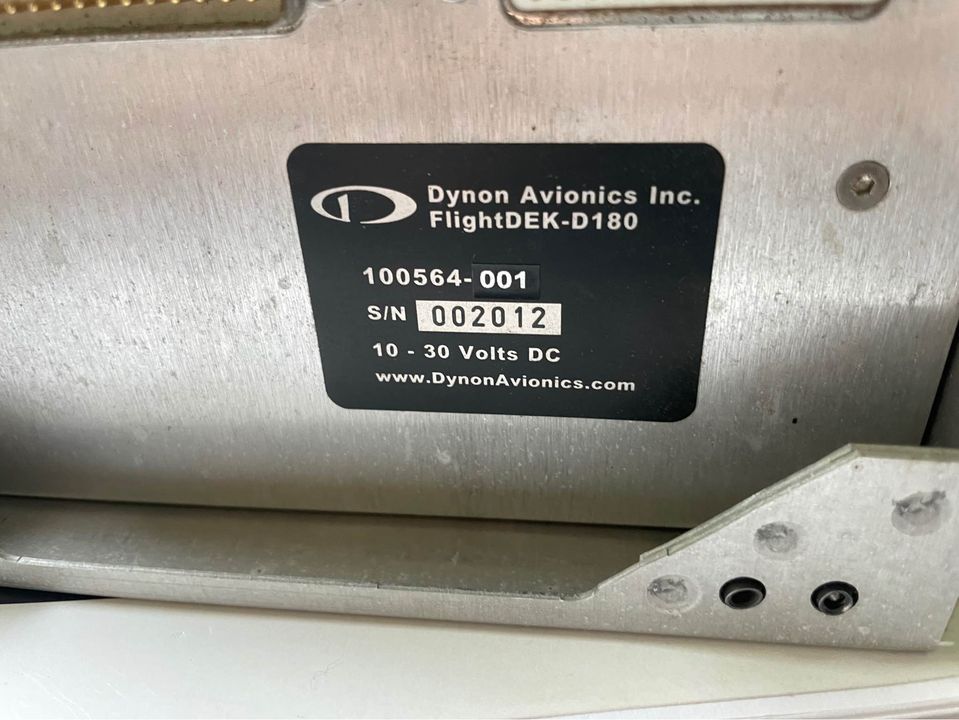 Dynon Avionics Inc.
FlightDEK-D180
100564-001
S/N 002012
10 - 30 Volts DC
www.DynonAvionics.com